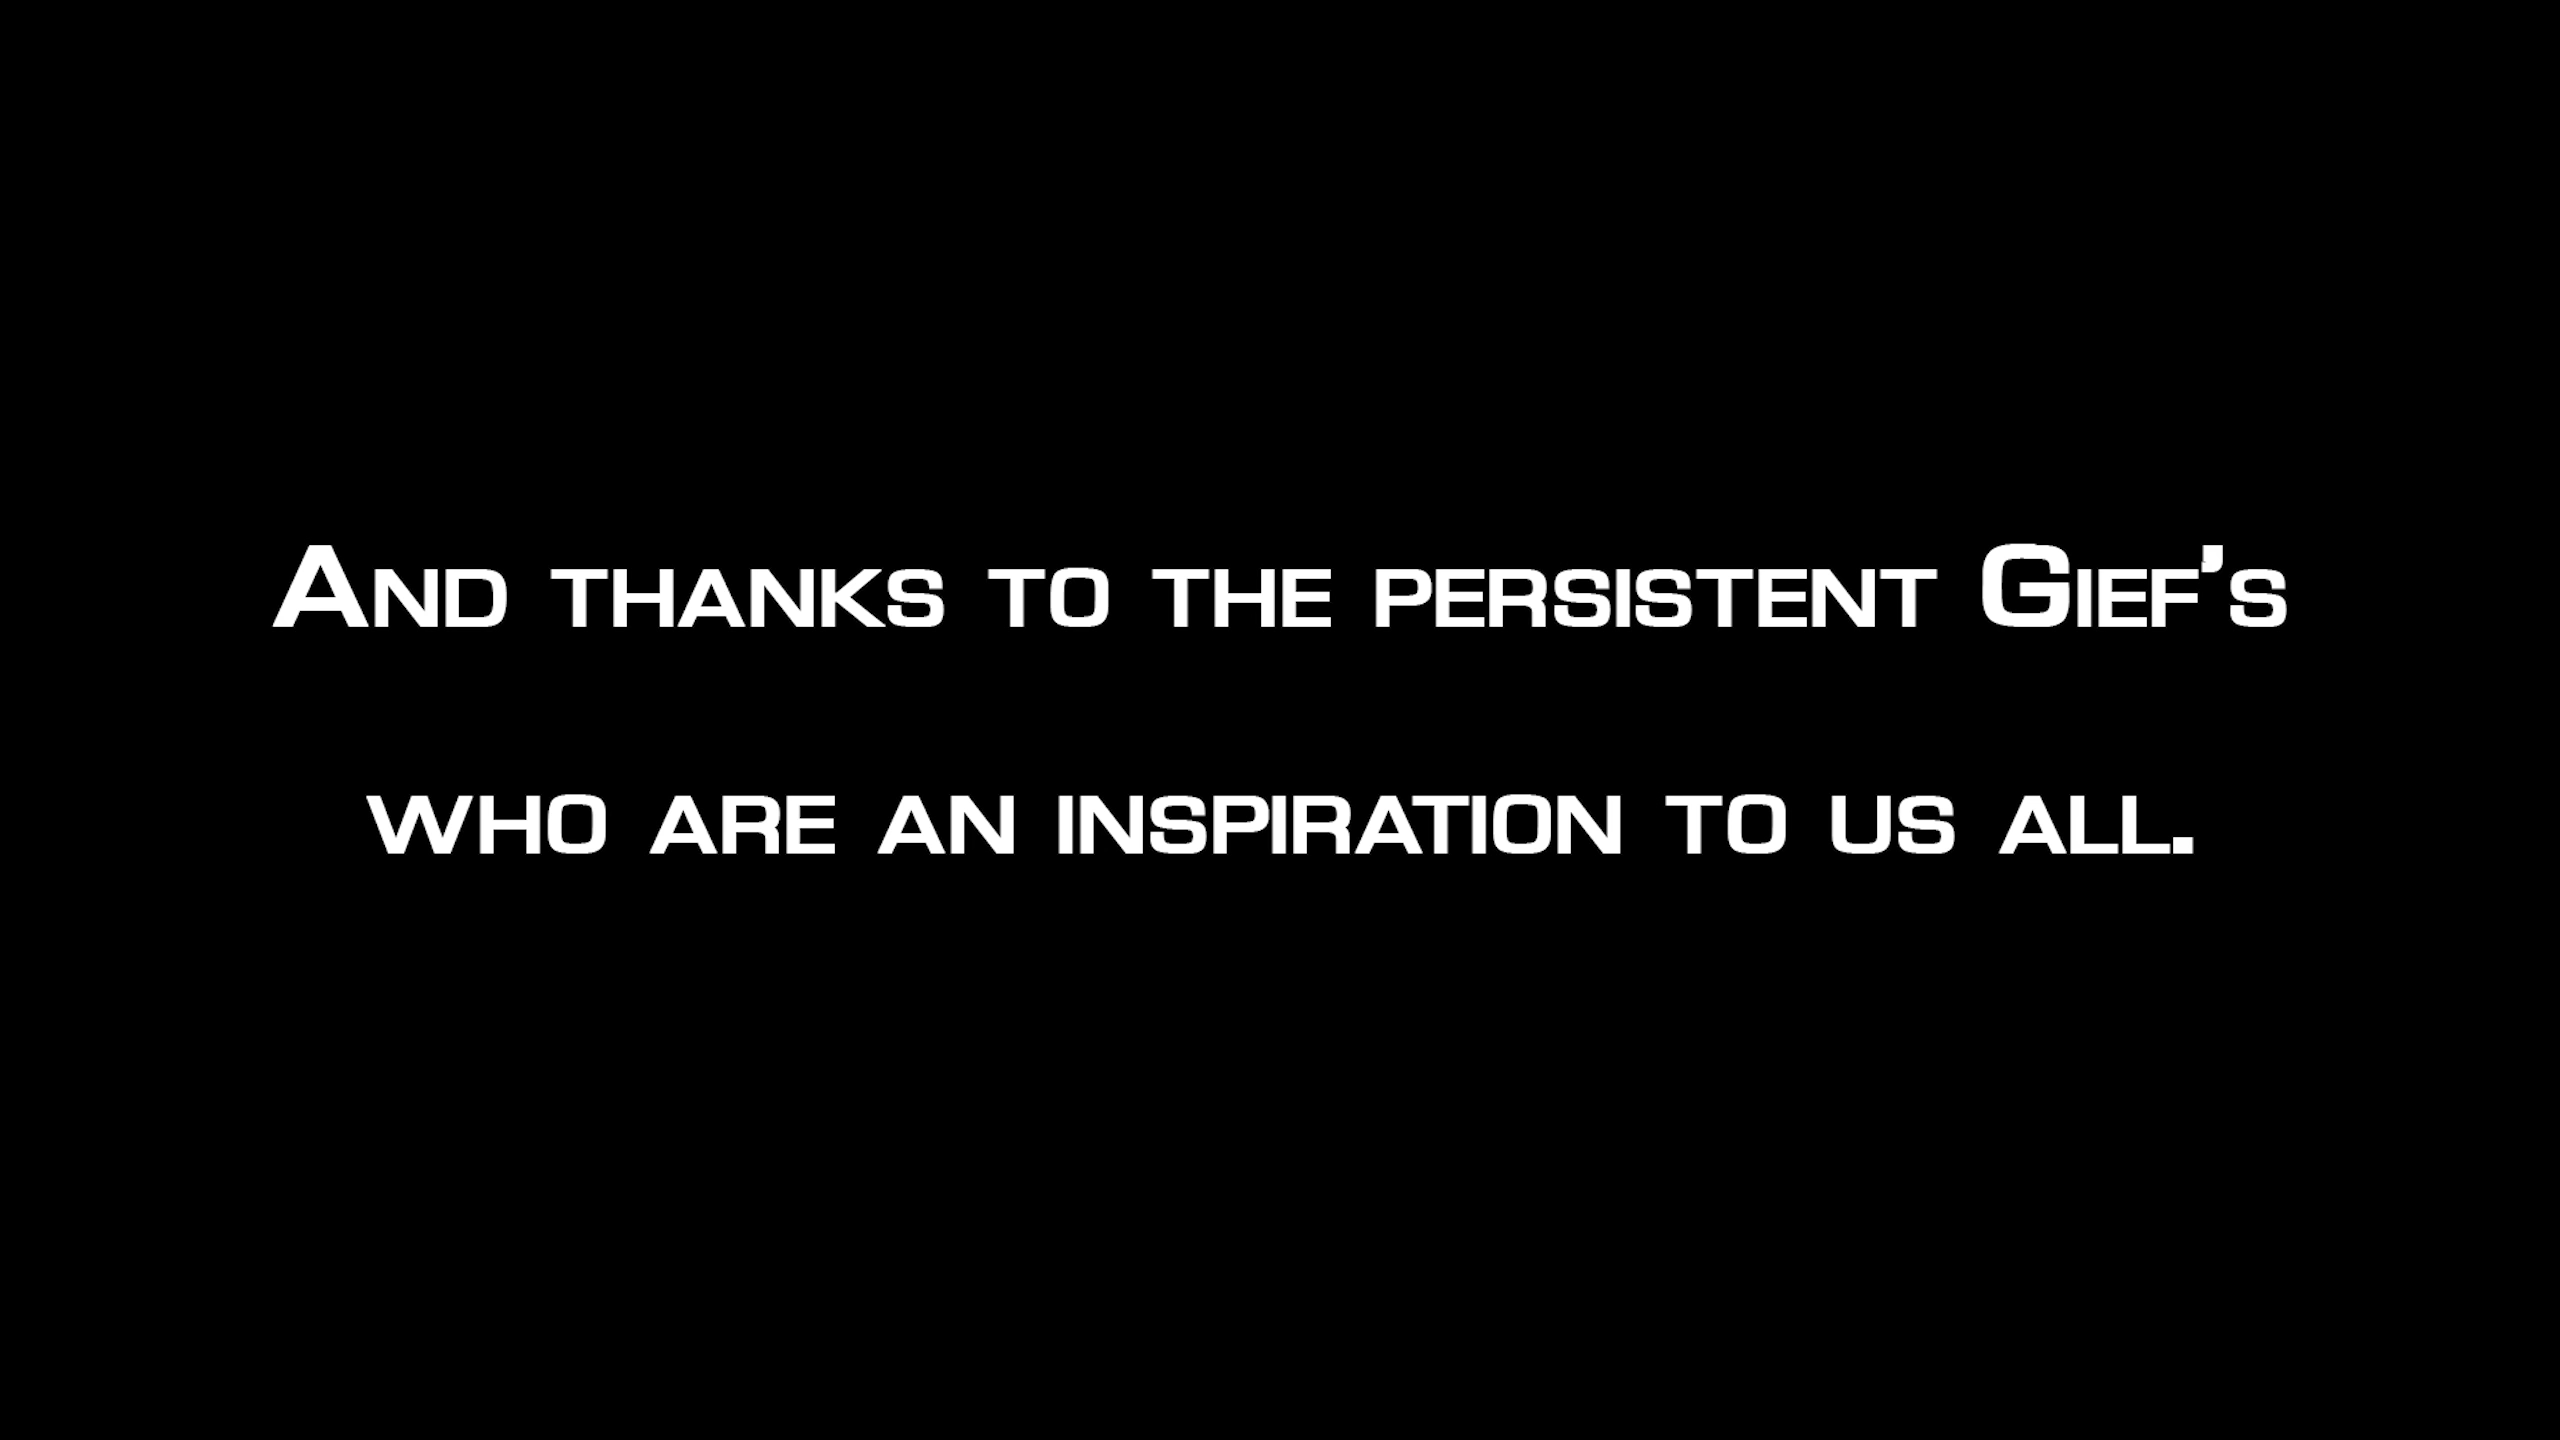 And thanks to the persistent Gief's
who are an inspiration to us all.